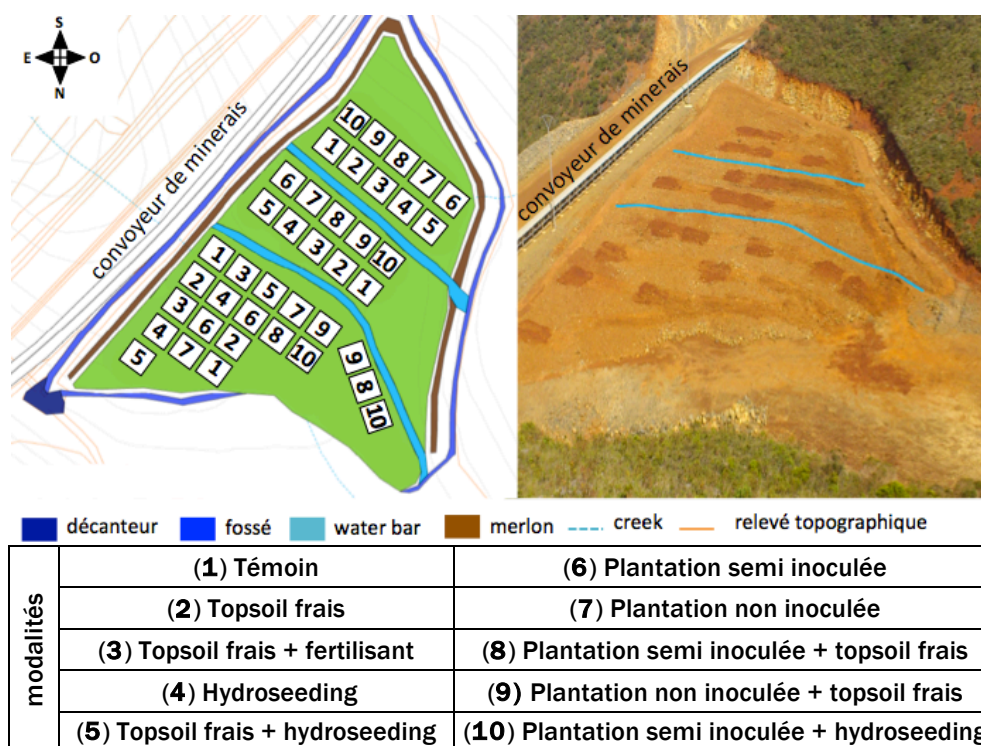 S
E O
N
convoyeur de minerais
10 9 8 7 6
1 2 3 4 5
6 7 8 9 10
5 4 3 2 1
1 3 5 7 9
2 4 6 8 10
3 6 2
4 7 1
5
9
8
10
convoyeur de minerais
décanteur fossé water bar merlon creek relevé topographique
modalités
(1) Témoin (6) Plantation semi inoculée
(2) Topsoil frais (7) Plantation non inoculée
(3) Topsoil frais + fertilisant (8) Plantation semi inoculée + topsoil frais
(4) Hydroseeding (9) Plantation non inoculée + topsoil frais
(5) Topsoil frais + hydroseeding (10) Plantation semi inoculée + hydroseeding